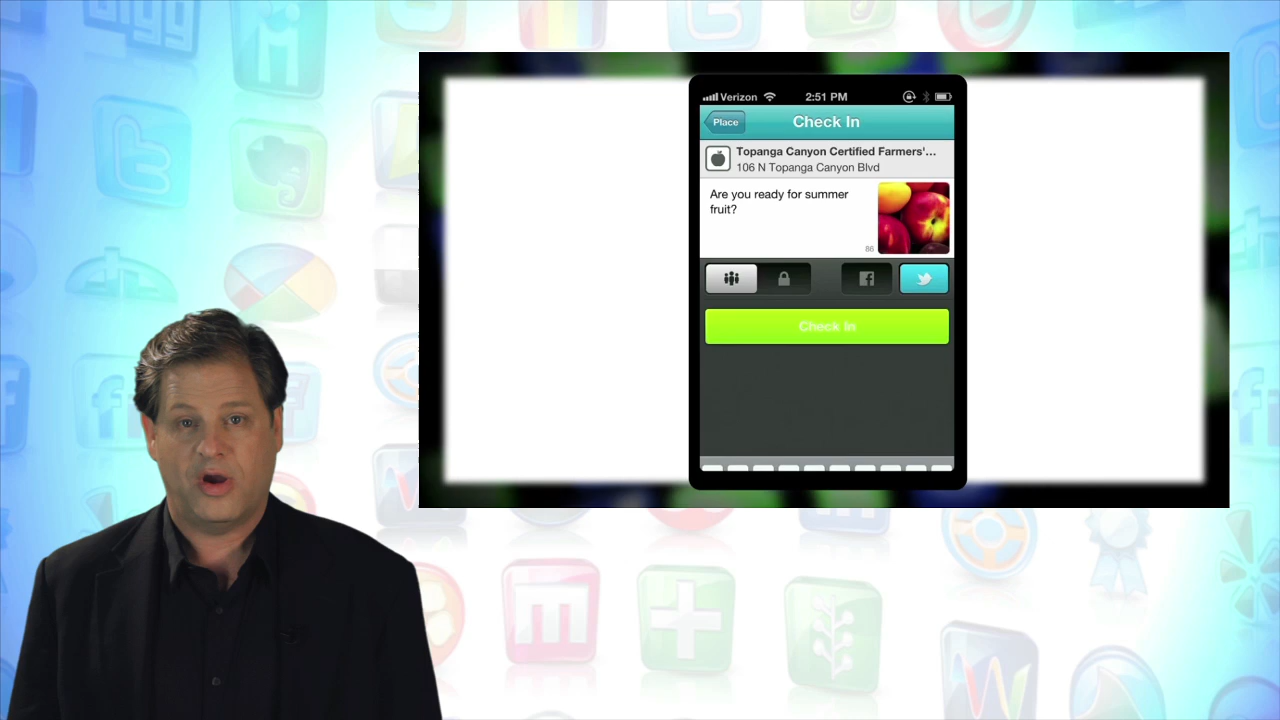 Verizon
2:51 PM
Place
Check In
Topanga Canyon Certified Farmers'...
106 N Topanga Canyon Blvd
Are you ready for summer
fruit?
86
Check In